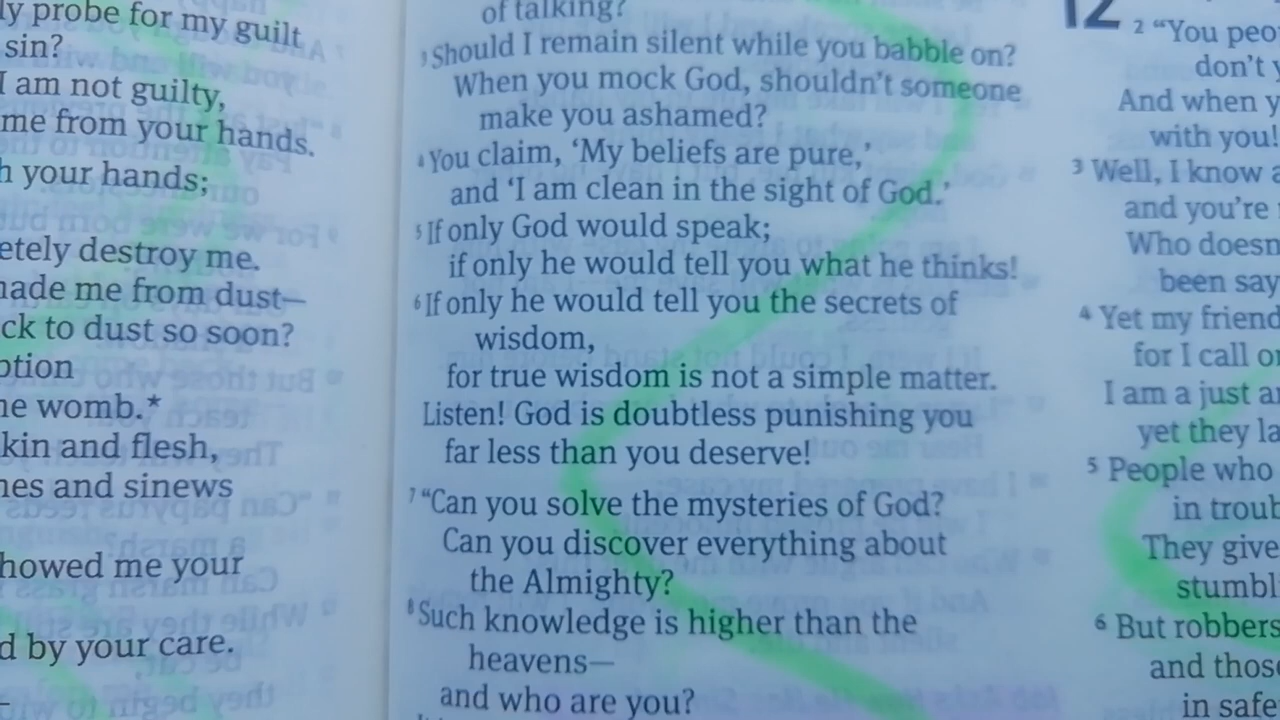 ly probe for my guilt
sin?
I am not guilty,
me from your hands.
h your hands;
etely destroy me.
nade me from dust—
ck to dust so soon?
ption
he womb.*
kin and flesh,
nes and sinews
howed me your
d by your care.
of talking?
3 Should I remain silent while you babble on?
When you mock God, shouldn't someone
make you ashamed?
4 You claim, 'My beliefs are pure,'
and 'I am clean in the sight of God.'
5 If only God would speak;
if only he would tell you what he thinks!
6 If only he would tell you the secrets of
wisdom,
for true wisdom is not a simple matter.
Listen! God is doubtless punishing you
far less than you deserve!
7 “Can you solve the mysteries of God?
Can you discover everything about
the Almighty?
8 Such knowledge is higher than the
heavens—
and who are you?
12
2 “You peo
don't y
And when y
with you!
3 Well, I know a
and you're
Who doesn
been say
4 Yet my friend
for I call o
I am a just a
yet they la
5 People who
in troub
They give
stumbl
6 But robbers
and those
in safe